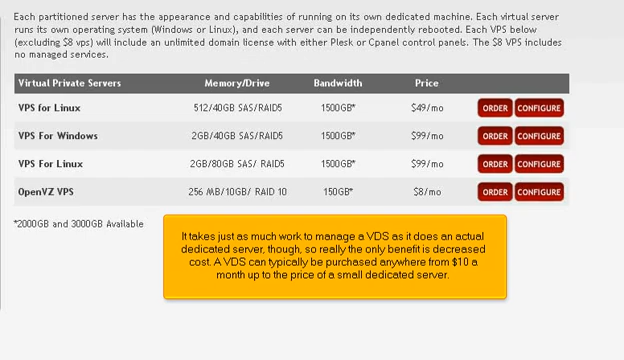 Each partitioned server has the appearance and capabilities of running on its own dedicated machine. Each virtual server
runs its own operating system (Windows or Linux), and each server can be independently rebooted. Each VPS below
(excluding $8 vps) will include an unlimited domain license with either Plesk or Cpanel control panels. The $8 VPS includes
no managed services.
Virtual Private Servers Memory/Drive Bandwidth Price
VPS for Linux 512/40GB SAS/RAID5 1500GB* $49/mo ORDER CONFIGURE
VPS For Windows 2GB/40GB SAS/RAID5 1500GB* $99/mo ORDER CONFIGURE
VPS For Linux 2GB/80GB SAS/ RAID5 1500GB* $99/mo ORDER CONFIGURE
OpenVZ VPS 256 MB/10GB/ RAID 10 150GB* $8/mo ORDER CONFIGURE
*2000GB and 3000GB Available
It takes just as much work to manage a VDS as it does an actual
dedicated server, though, so really the only benefit is decreased
cost. A VDS can typically be purchased anywhere from $10 a
month up to the price of a small dedicated server.